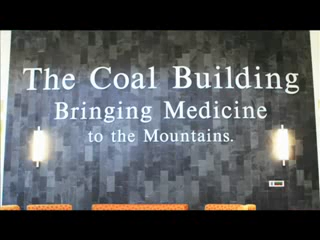 The Coal Building
Bringing Medicine
to the Mountains.